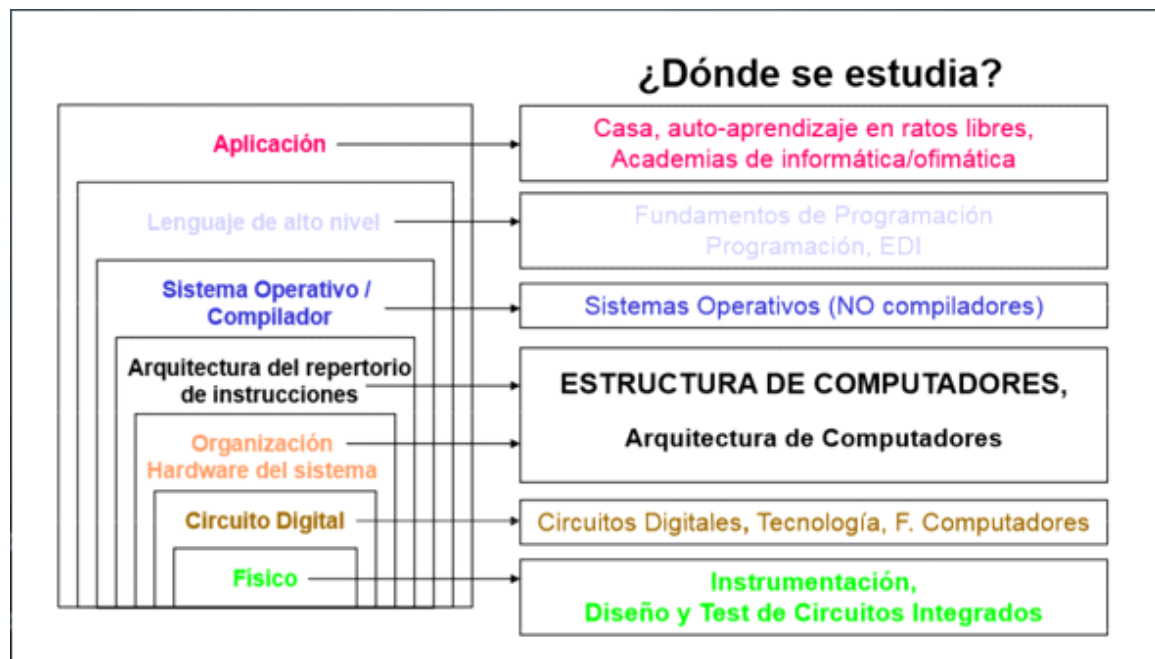 ¿Dónde se estudia?
Aplicación
Casa, auto-aprendizaje en ratos libres,
Academias de informática/ofimática
Lenguaje de alto nivel
Fundamentos de Programación
Programación, EDI
Sistema Operativo /
Compilador
Sistemas Operativos (NO compiladores)
Arquitectura del repertorio
de instrucciones
ESTRUCTURA DE COMPUTADORES,
Arquitectura de Computadores
Organización
Hardware del sistema
Circuito Digital
Circuitos Digitales, Tecnología, F. Computadores
Físico
Instrumentación,
Diseño y Test de Circuitos Integrados